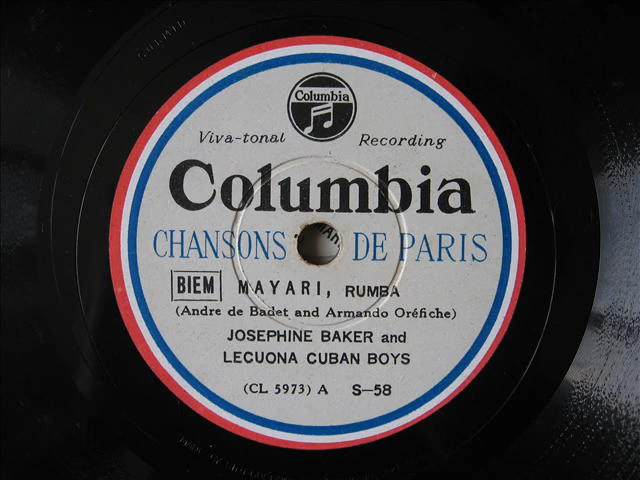 Columbia
Viva-tonal Recording
Columbia
CHANSONS DE PARIS
BIEM MAYARI, RUMBA
(Andre de Badet and Armando Oréfiche)
JOSEPHINE BAKER and
LECUONA CUBAN BOYS
(CL 5973) A S-58